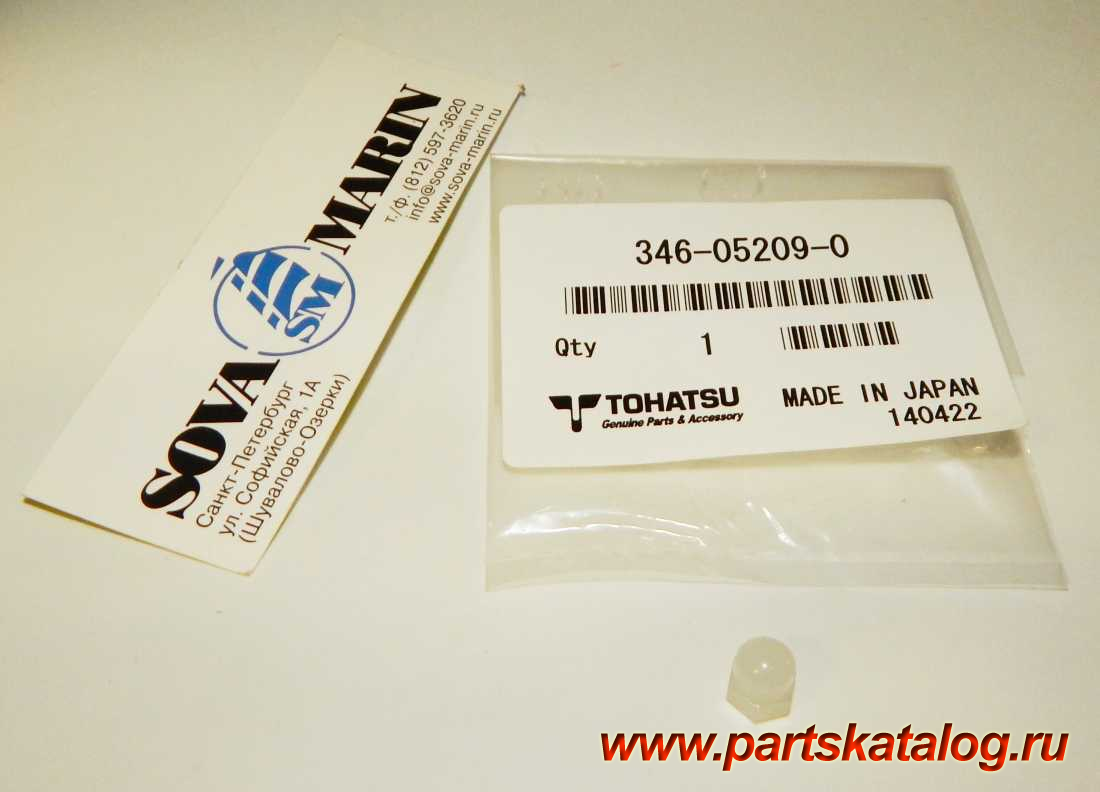 SOVA SM MARIN
Санкт-Петербург
ул. Софийская, 1А
(Шувалово-Озерки)
т./ф. (812) 597-3620
info@sova-marin.ru
www.sova-marin.ru
346-05209-0
Qty 1
TOHATSU
Genuine Parts & Accessory
MADE IN JAPAN
140422
www.partskatalog.ru